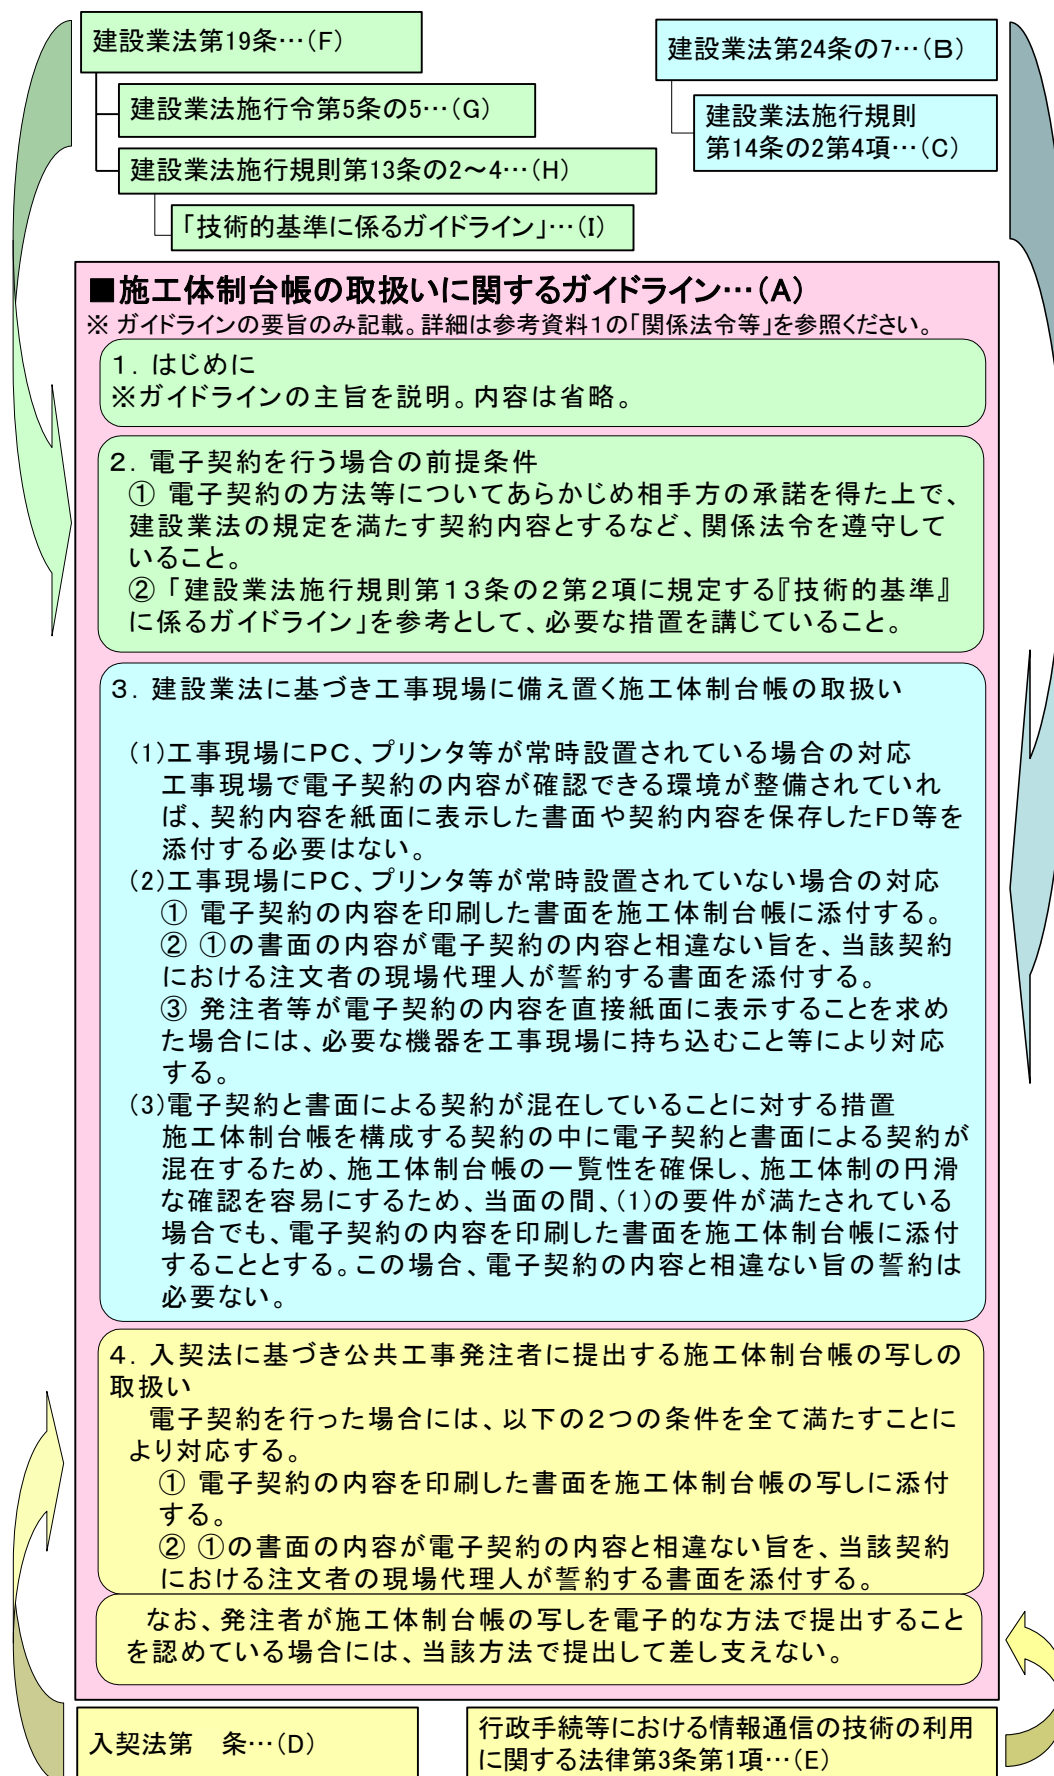 建設業法第19条…(F)
建設業法施行令第5条の5…(G)
建設業法施行規則第13条の2～4…(H)
「技術的基準に係るガイドライン」…(I)
建設業法第24条の7…(B)
建設業法施行規則
第14条の2第4項…(C)
■施工体制台帳の取扱いに関するガイドライン…(A)
※ ガイドラインの要旨のみ記載。詳細は参考資料1の「関係法令等」を参照ください。
1．はじめに
※ガイドラインの主旨を説明。内容は省略。
2．電子契約を行う場合の前提条件
① 電子契約の方法等についてあらかじめ相手方の承諾を得た上で、
建設業法の規定を満たす契約内容とするなど、関係法令を遵守して
いること。
② 「建設業法施行規則第13条の2第2項に規定する『技術的基準』
に係るガイドライン」を参考として、必要な措置を講じていること。
3．建設業法に基づき工事現場に備え置く施工体制台帳の取扱い
(1)工事現場にPC、プリンタ等が常時設置されている場合の対応
工事現場で電子契約の内容が確認できる環境が整備されていれ
ば、契約内容を紙面に表示した書面や契約内容を保存したFD等を
添付する必要はない。
(2)工事現場にPC、プリンタ等が常時設置されていない場合の対応
① 電子契約の内容を印刷した書面を施工体制台帳に添付する。
② ①の書面の内容が電子契約の内容と相違ない旨を、当該契約
における注文者の現場代理人が誓約する書面を添付する。
③ 発注者等が電子契約の内容を直接紙面に表示することを求め
た場合には、必要な機器を工事現場に持ち込むこと等により対応
する。
(3)電子契約と書面による契約が混在していることに対する措置
施工体制台帳を構成する契約の中に電子契約と書面による契約が
混在するため、施工体制台帳の一覧性を確保し、施工体制の円滑
な確認を容易にするため、当面の間、(1)の要件が満たされている
場合でも、電子契約の内容を印刷した書面を施工体制台帳に添付
することとする。この場合、電子契約の内容と相違ない旨の誓約は
必要ない。
4．入契法に基づき公共工事発注者に提出する施工体制台帳の写しの
取扱い
電子契約を行った場合には、以下の2つの条件を全て満たすことに
より対応する。
① 電子契約の内容を印刷した書面を施工体制台帳の写しに添付
する。
② ①の書面の内容が電子契約の内容と相違ない旨を、当該契約
における注文者の現場代理人が誓約する書面を添付する。
なお、発注者が施工体制台帳の写しを電子的な方法で提出すること
を認めている場合には、当該方法で提出して差し支えない。
入契法第　条…(D)
行政手続等における情報通信の技術の利用
に関する法律第3条第1項…(E)